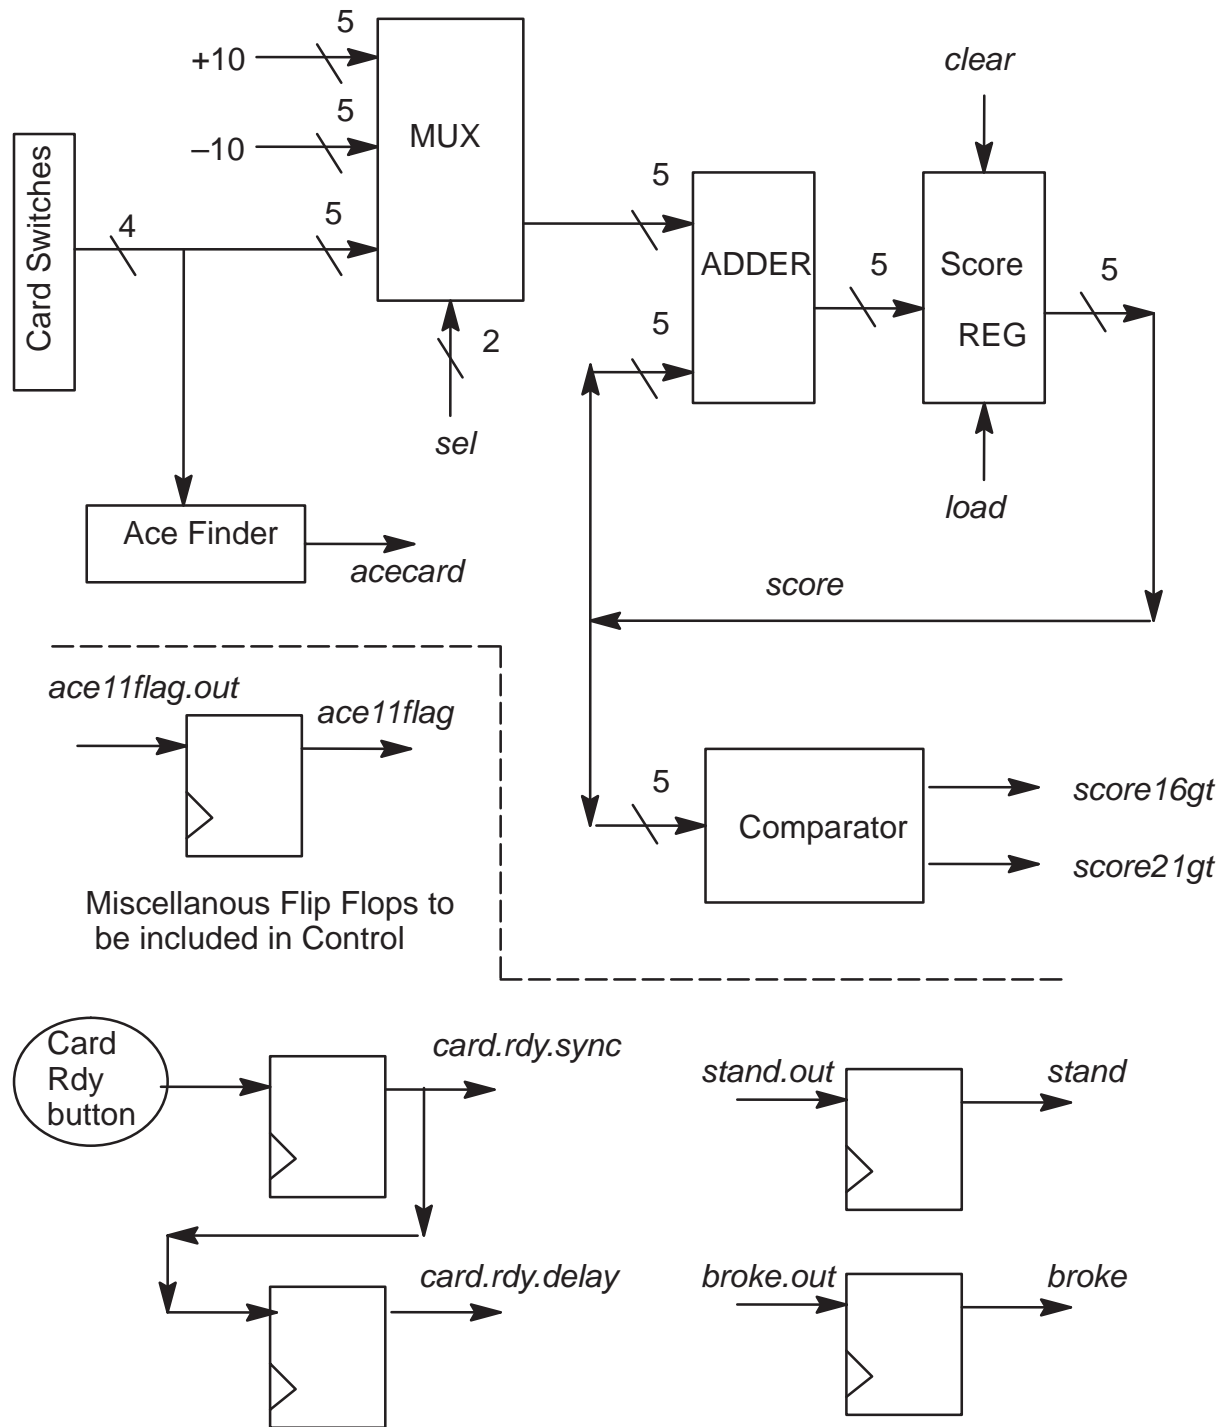 5
+10
5
–10
MUX
clear
Card Switches
4
5
5
ADDER
5
Score
REG
5
5
2
sel
load
Ace Finder
acecard
score
ace11flag.out
ace11flag
5
Comparator
score16gt
score21gt
Miscellanous Flip Flops to
be included in Control
Card
Rdy
button
card.rdy.sync
stand.out
stand
card.rdy.delay
broke.out
broke